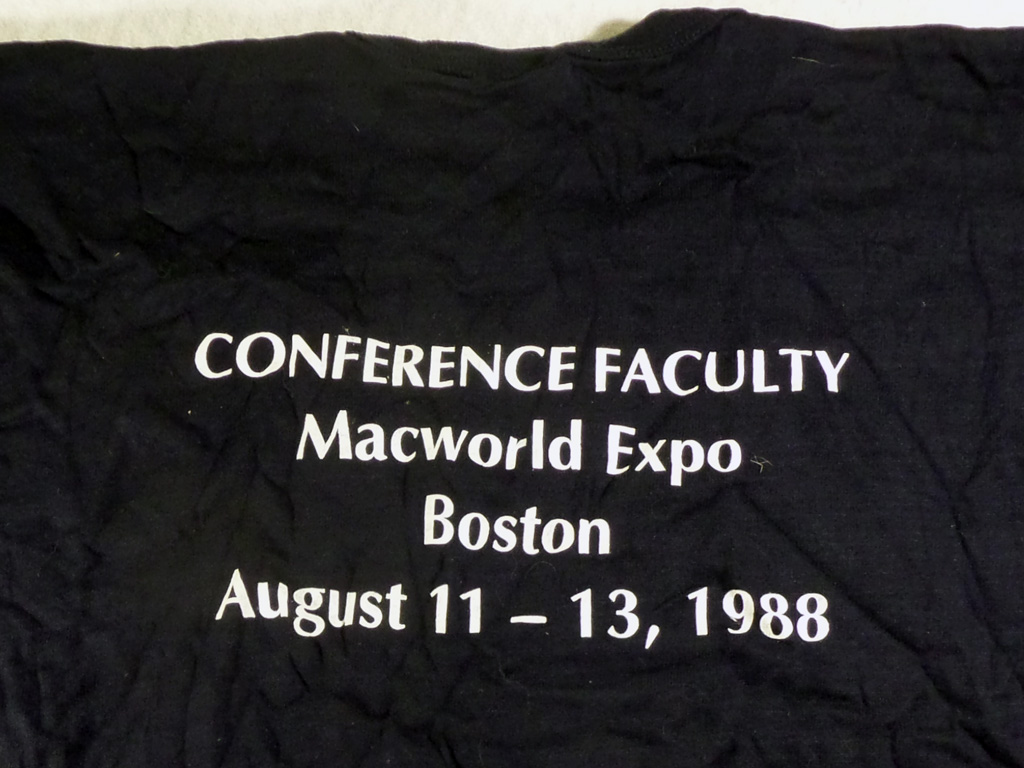 CONFERENCE FACULTY
Macworld Expo
Boston
August 11 – 13, 1988